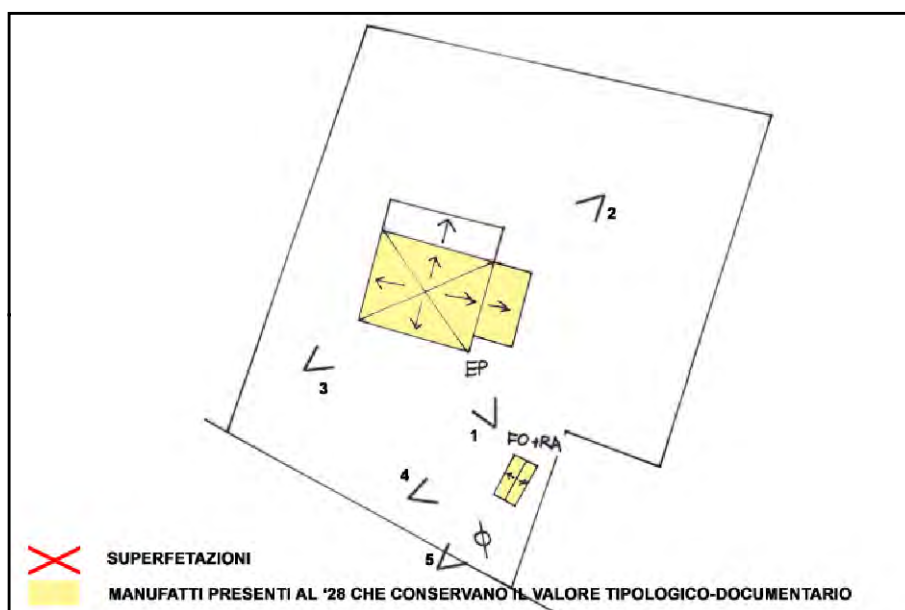 2
EP
3
1
FO+RA
4
5
SUPERFETAZIONI
MANUFATTI PRESENTI AL '28 CHE CONSERVANO IL VALORE TIPOLOGICO-DOCUMENTARIO